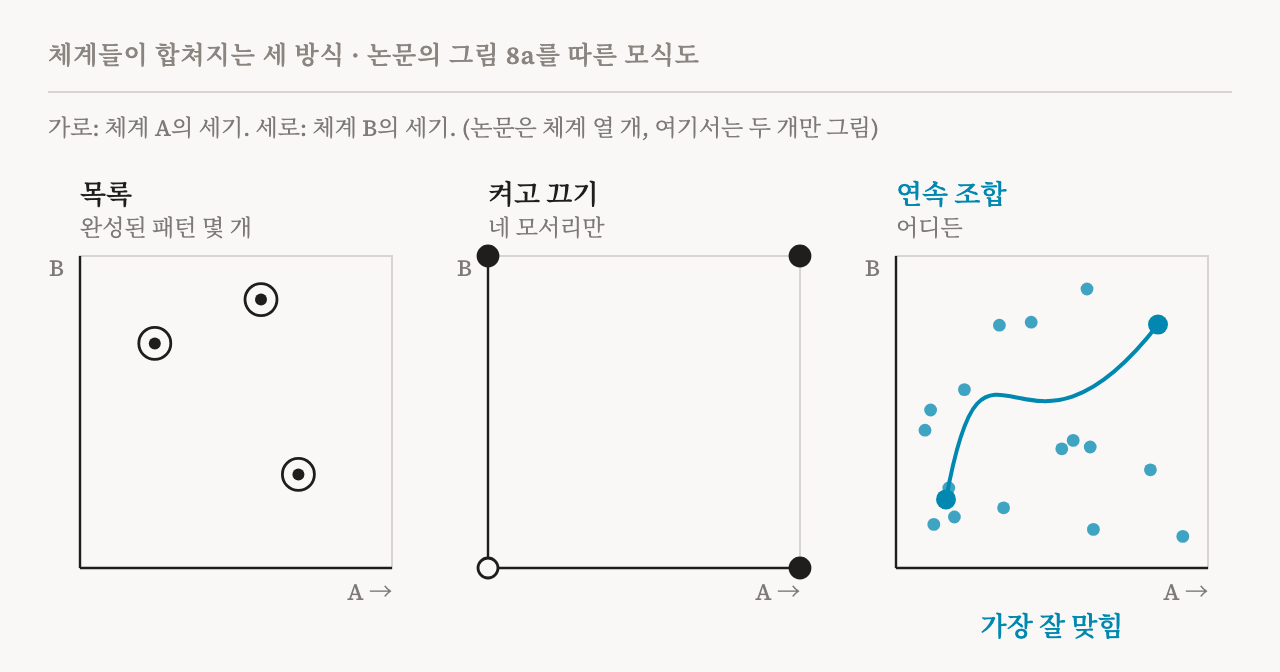 체계들이 합쳐지는 세 방식 · 논문의 그림 8a를 따른 모식도
가로: 체계 A의 세기. 세로: 체계 B의 세기. (논문은 체계 열 개, 여기서는 두 개만 그림)
목록
완성된 패턴 몇 개
B
A →
켜고 끄기
네 모서리만
B
A →
연속 조합
어디든
B
A →
가장 잘 맞힘